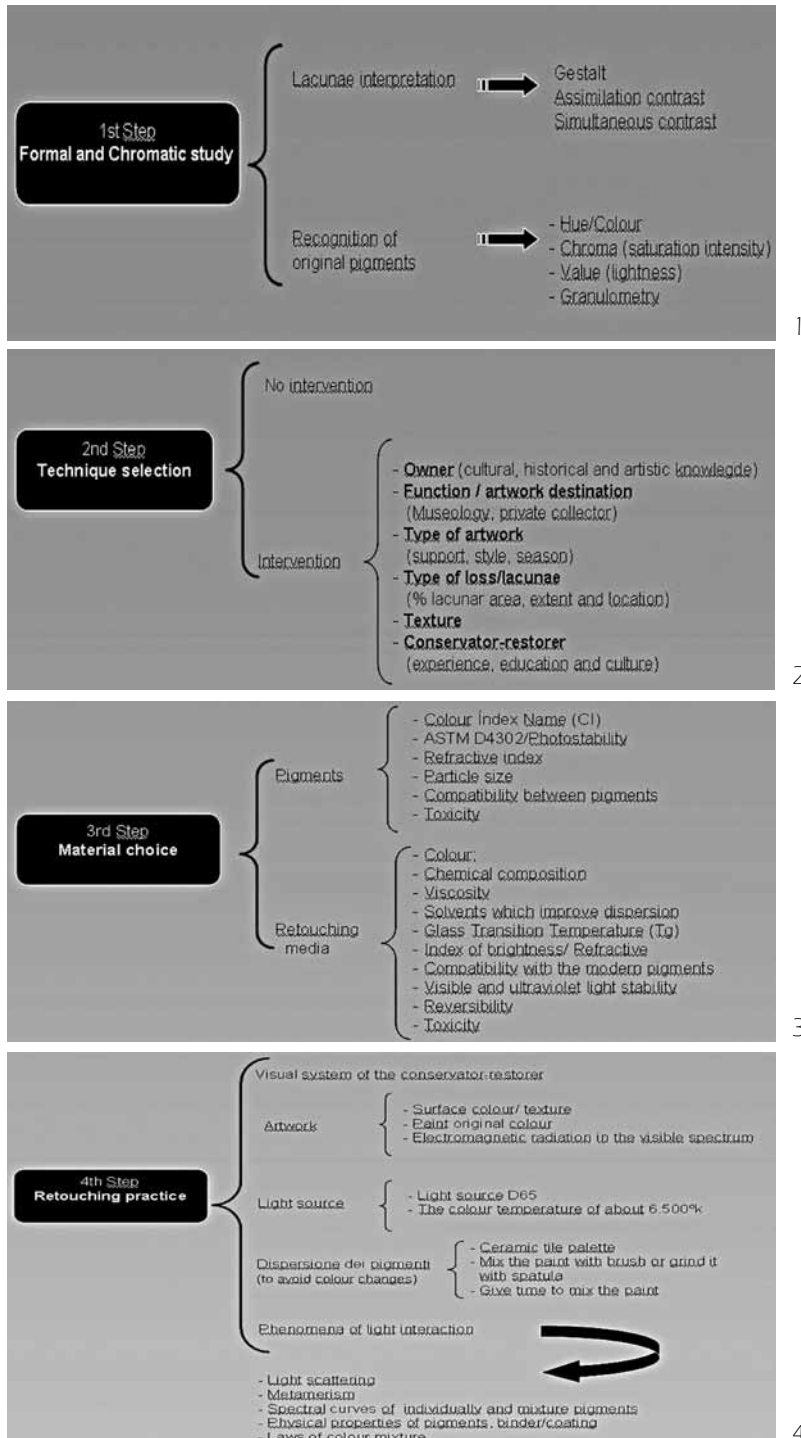 1st Step
Formal and Chromatic study
Lacunae interpretation
Gestalt
Assimilation contrast
Simultaneous contrast
Recognition of
original pigments
- Hue/Colour
- Chroma (saturation intensity)
- Value (lightness)
- Granulometry
1
2nd Step
Technique selection
No intervention
Intervention
- Owner (cultural, historical and artistic knowlegde)
- Function / artwork destination
(Museology, private collector)
- Type of artwork
(support, style, season)
- Type of loss/lacunae
(% lacunar area, extent and location)
- Texture
- Conservator-restorer
(experience, education and culture)
2
3rd Step
Material choice
Pigments
- Colour Index Name (CI)
- ASTM D4302/Photostability
- Refractive index
- Particle size
- Compatibility between pigments
- Toxicity
Retouching
media
- Colour;
- Chemical composition
- Viscosity
- Solvents which improve dispersion
- Glass Transition Temperature (Tg)
- Index of brightness/ Refractive
- Compatibility with the modern pigments
- Visible and ultraviolet light stability
- Reversibility
- Toxicity
3
4th Step
Retouching practice
Visual system of the conservator-restorer
Artwork
- Surface colour/ texture
- Paint original colour
- Electromagnetic radiation in the visible spectrum
Light source
- Light source D65
- The colour temperature of about 6.500ºk
Dispersione dei pigmenti
(to avoid colour changes)
- Ceramic tile palette
- Mix the paint with brush or grind it
with spatula
- Give time to mix the paint
Phenomena of light interaction
- Light scattering
- Metamerism
- Spectral curves of individually and mixture pigments
- Physical properties of pigments, binder/coating
- Laws of colour mixture
4